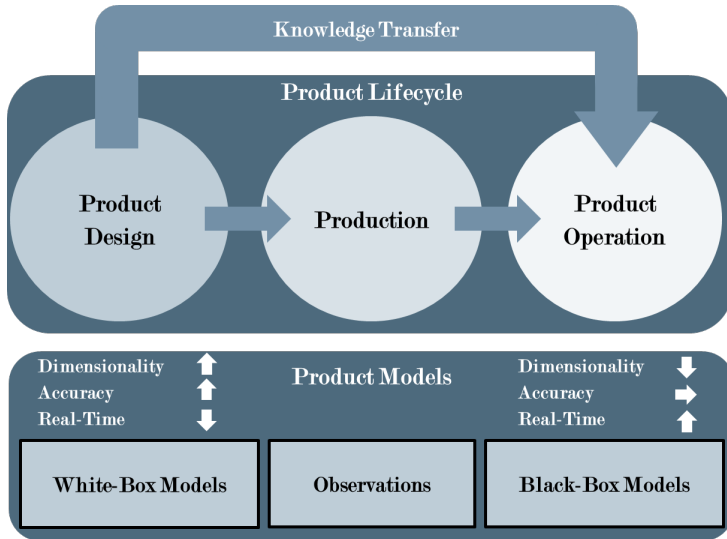 Knowledge Transfer
Product Lifecycle
Product
Design
Production
Product
Operation
Product Models
Dimensionality
Accuracy
Real-Time
Dimensionality
Accuracy
Real-Time
White-Box Models
Observations
Black-Box Models